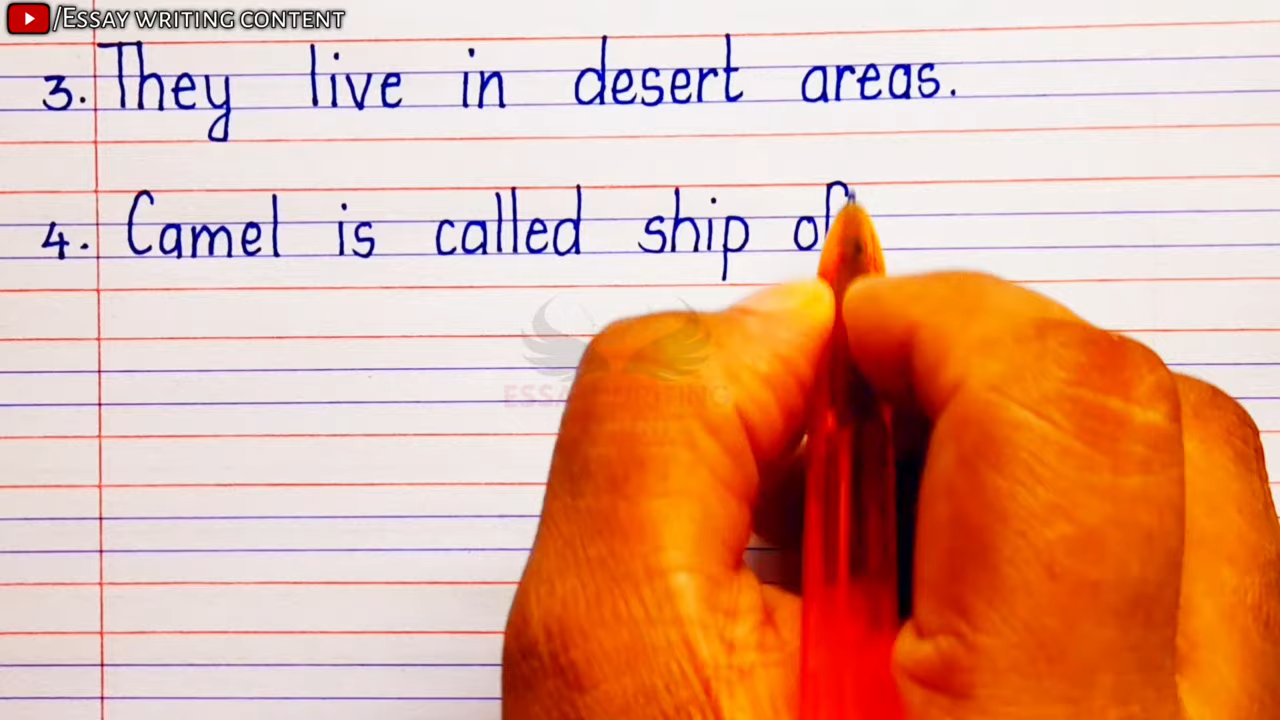 /Essay writing content
3. They live in desert areas.
4. Camel is called ship of